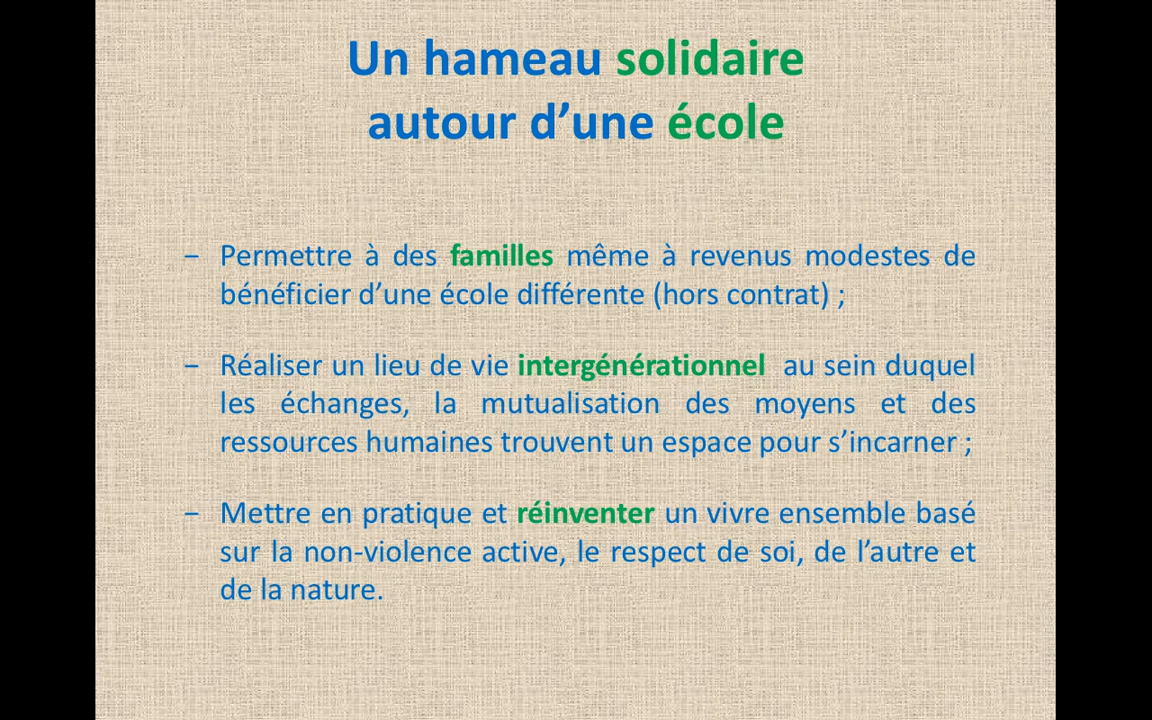 Un hameau solidaire
autour d’une école
– Permettre à des familles même à revenus modestes de
bénéficier d’une école différente (hors contrat) ;
– Réaliser un lieu de vie intergénérationnel au sein duquel
les échanges, la mutualisation des moyens et des
ressources humaines trouvent un espace pour s’incarner ;
– Mettre en pratique et réinventer un vivre ensemble basé
sur la non-violence active, le respect de soi, de l’autre et
de la nature.